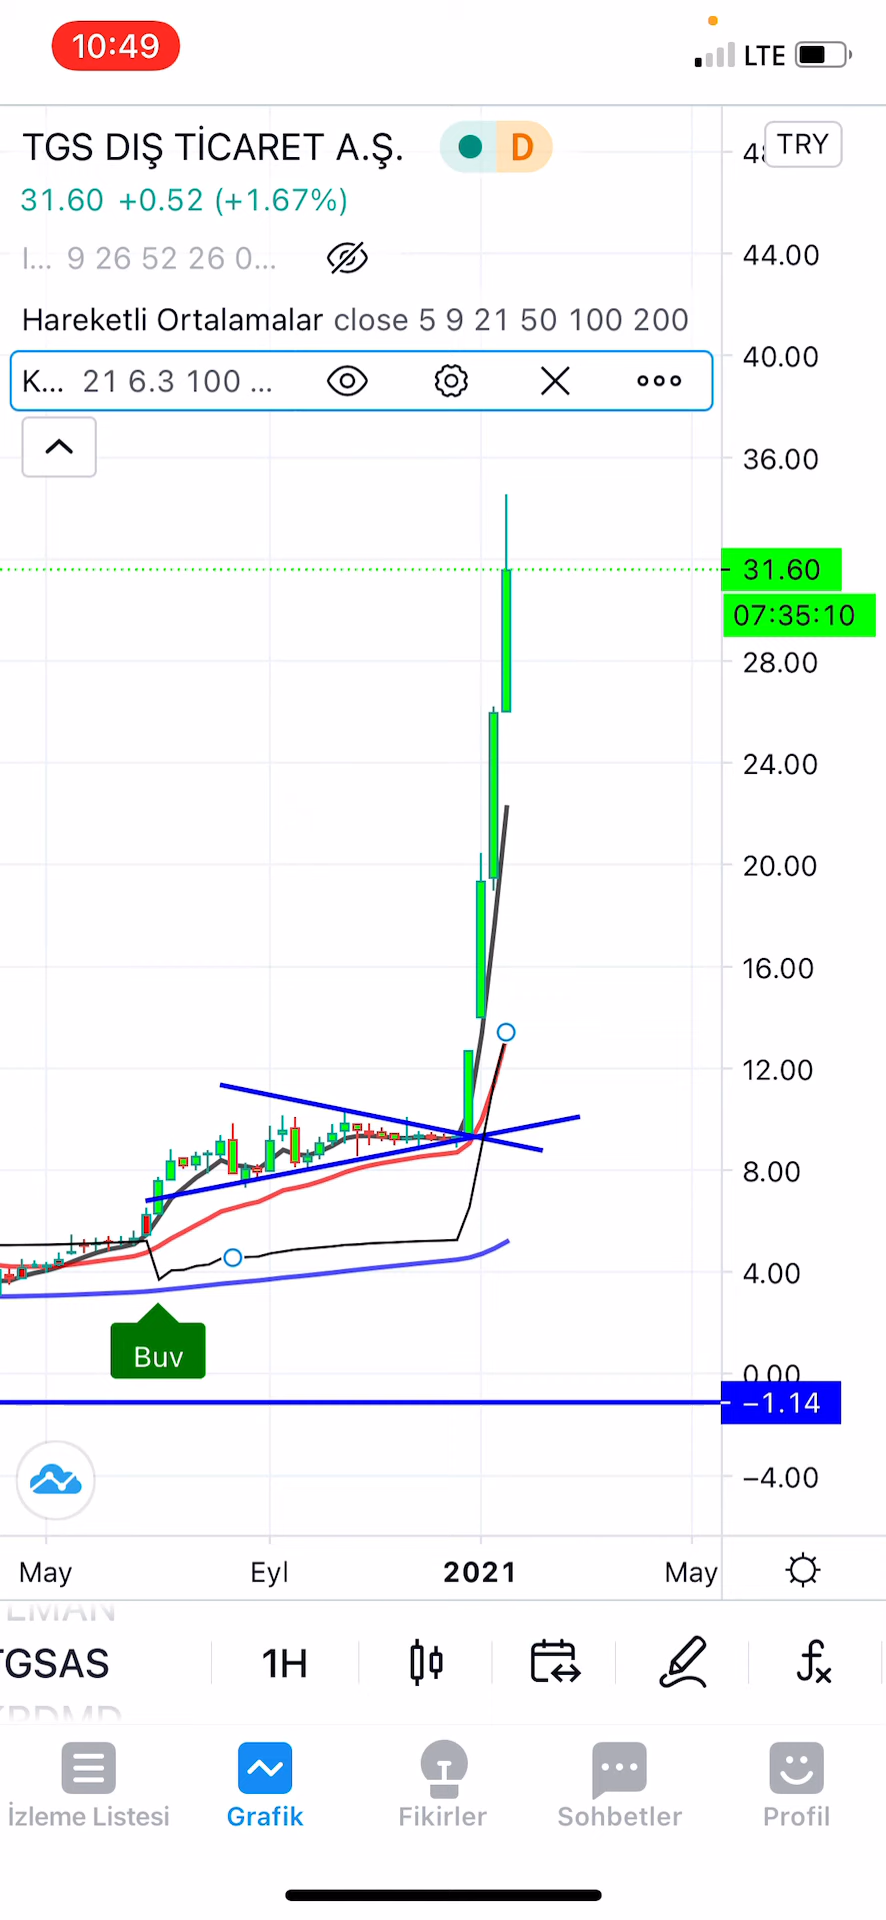 10:49
LTE
TGS DIŞ TİCARET A.Ş.
D
TRY
31.60 +0.52 (+1.67%)
I... 9 26 52 26 0...
44.00
Hareketli Ortalamalar close 5 9 21 50 100 200
40.00
K... 21 6.3 100 ...
36.00
31.60
07:35:10
28.00
24.00
20.00
16.00
12.00
8.00
4.00
Buy
0.00
−1.14
−4.00
May
Eyl
2021
May
TGSAS
1H
İzleme Listesi
Grafik
Fikirler
Sohbetler
Profil